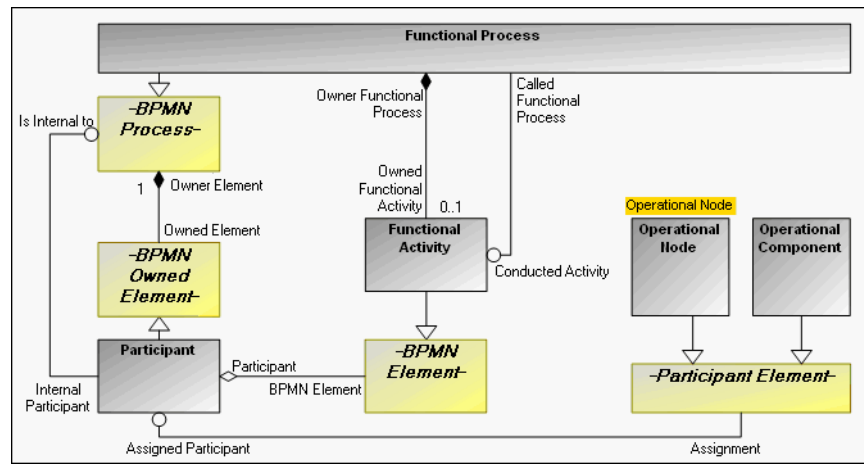 Functional Process
Owner Functional
Process
Called
Functional
Process
Is Internal to
-BPMN
Process-
1
Owner Element
Owned
Functional
Activity
0..1
Owned Element
Operational Node
Functional
Activity
Operational
Node
Operational
Component
-BPMN
Owned
Element-
Conducted Activity
Participant
Participant
-BPMN
Element-
BPMN Element
-Participant Element-
Internal
Participant
Assigned Participant
Assignment